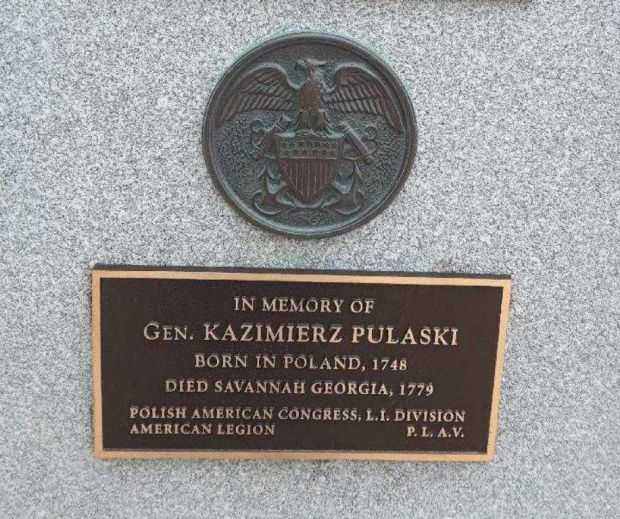 IN MEMORY OF
GEN. KAZIMIERZ PULASKI
BORN IN POLAND, 1748
DIED SAVANNAH GEORGIA, 1779
POLISH AMERICAN CONGRESS, L.I. DIVISION
AMERICAN LEGION P. L. A. V.